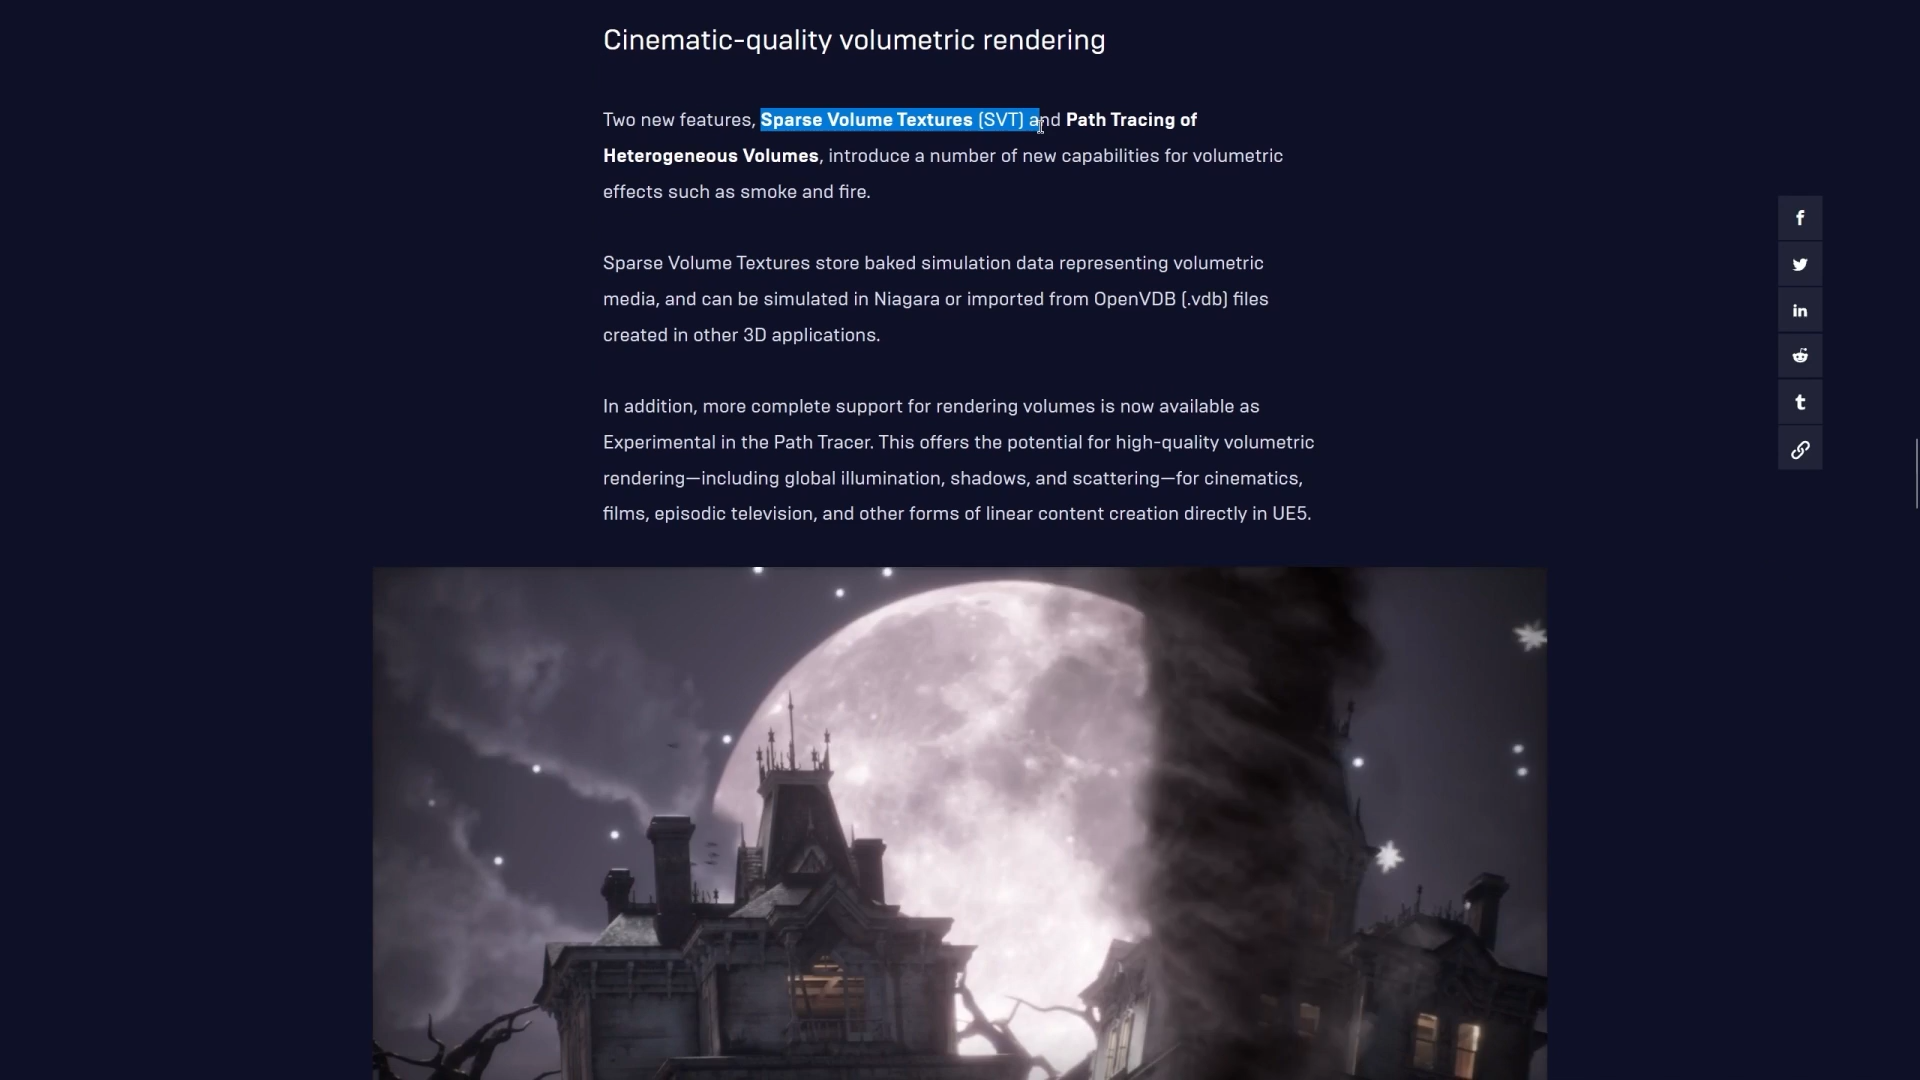 Cinematic-quality volumetric rendering
Two new features, Sparse Volume Textures (SVT) and Path Tracing of
Heterogeneous Volumes, introduce a number of new capabilities for volumetric
effects such as smoke and fire.
Sparse Volume Textures store baked simulation data representing volumetric
media, and can be simulated in Niagara or imported from OpenVDB (.vdb) files
created in other 3D applications.
In addition, more complete support for rendering volumes is now available as
Experimental in the Path Tracer. This offers the potential for high-quality volumetric
rendering—including global illumination, shadows, and scattering—for cinematics,
films, episodic television, and other forms of linear content creation directly in UE5.